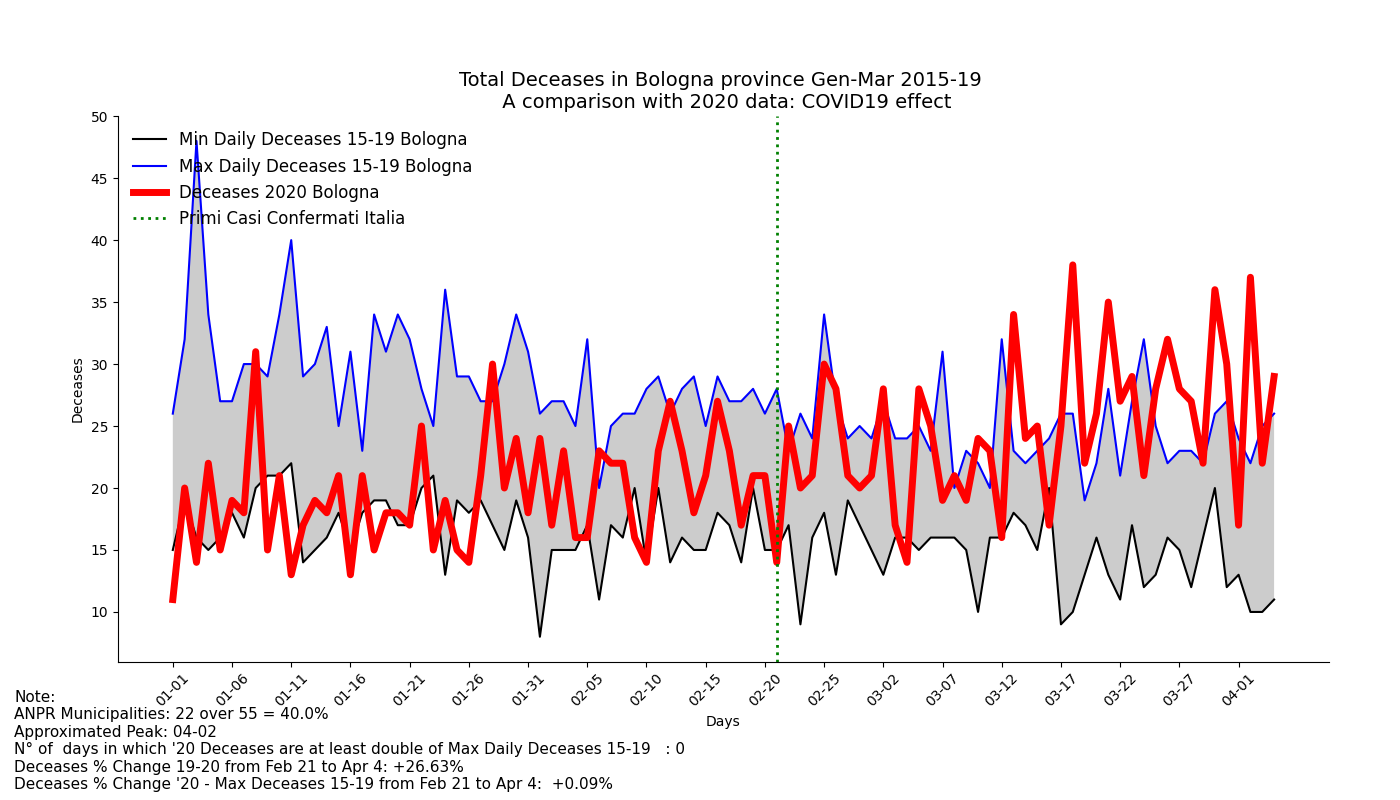 Total Deceases in Bologna province Gen-Mar 2015-19
A comparison with 2020 data: COVID19 effect
Min Daily Deceases 15-19 Bologna
Max Daily Deceases 15-19 Bologna
Deceases 2020 Bologna
Primi Casi Confermati Italia
50
45
40
35
30
25
20
15
10
Deceases
01-01 01-06 01-11 01-16 01-21 01-26 01-31 02-05 02-10 02-15 02-20 02-25 03-02 03-07 03-12 03-17 03-22 03-27 04-01
Days
Note:
ANPR Municipalities: 22 over 55 = 40.0%
Approximated Peak: 04-02
N° of  days in which '20 Deceases are at least double of Max Daily Deceases 15-19   : 0
Deceases % Change 19-20 from Feb 21 to Apr 4: +26.63%
Deceases % Change '20 - Max Deceases 15-19 from Feb 21 to Apr 4:  +0.09%